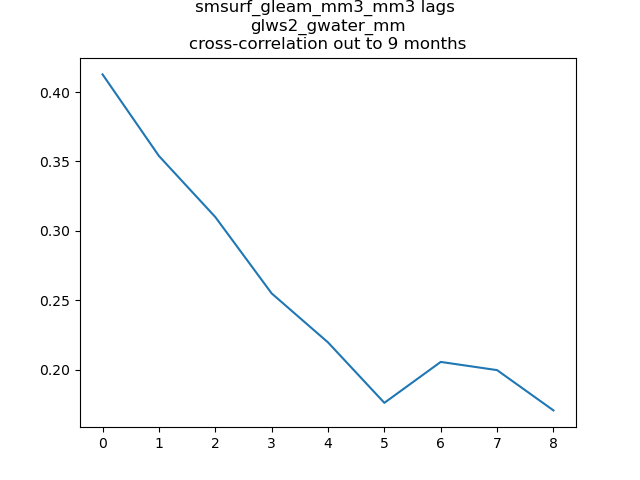 smsurf_gleam_mm3_mm3 lags
glws2_gwater_mm
cross-correlation out to 9 months
0.40
0.35
0.30
0.25
0.20
0 1 2 3 4 5 6 7 8